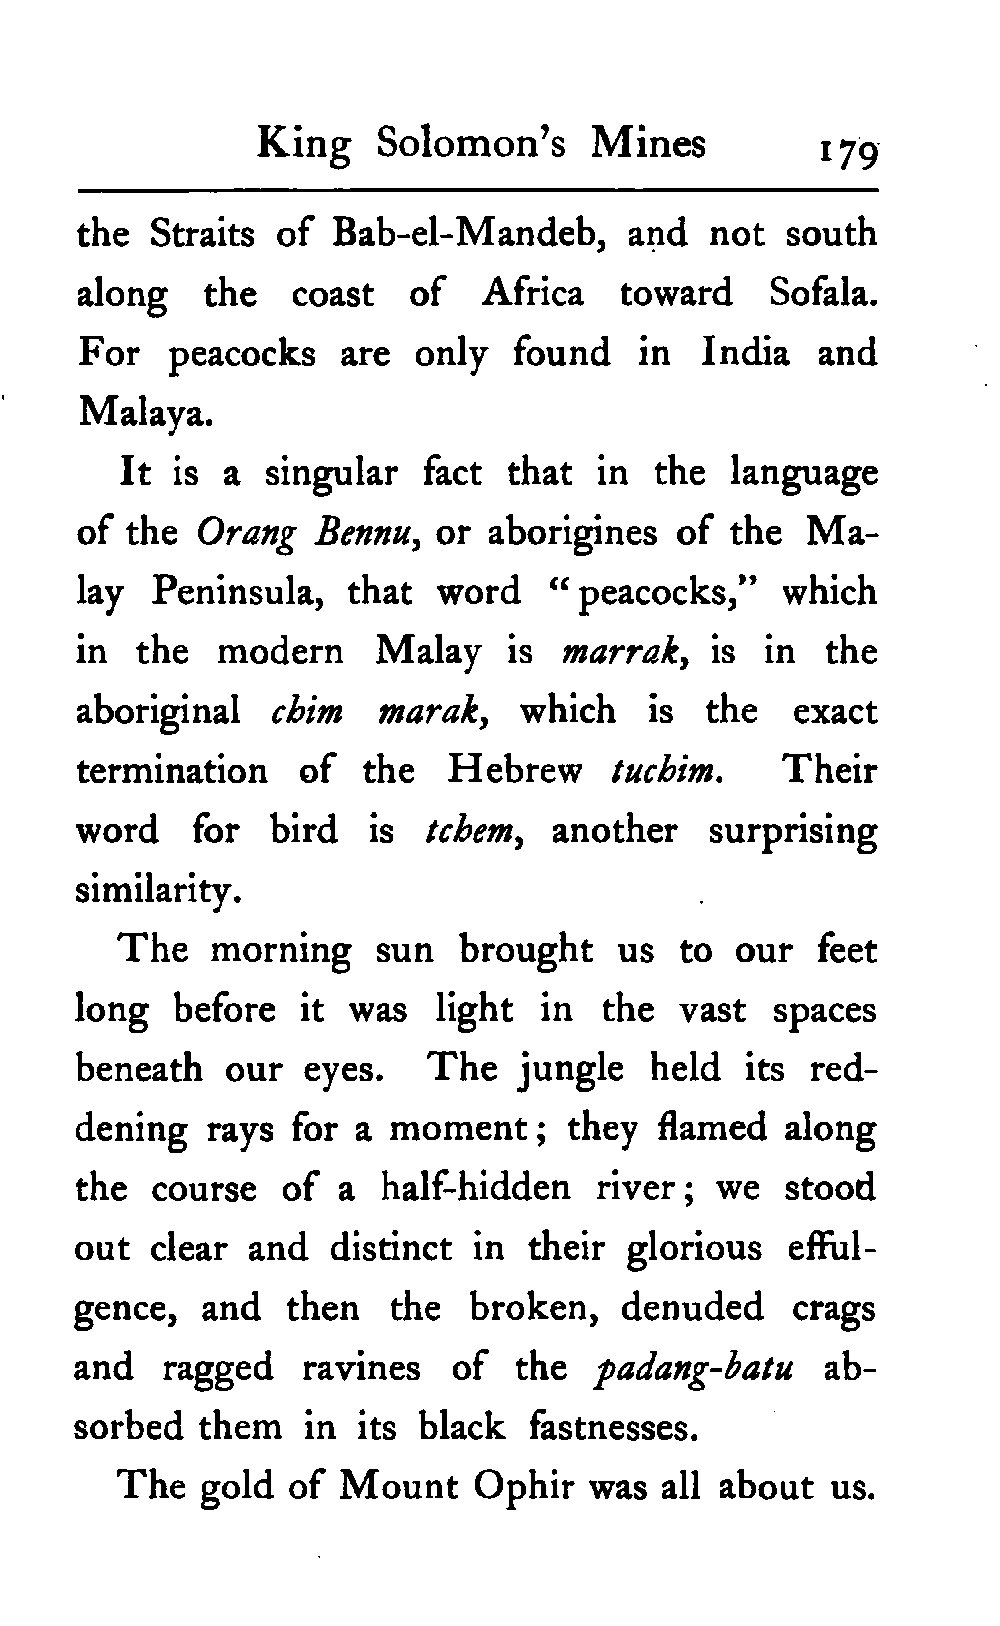 King Solomon's Mines 179
the Straits of Bab-el-Mandeb, and not south
along the coast of Africa toward Sofala.
For peacocks are only found in India and
Malaya.
It is a singular fact that in the language
of the Orang Bennu, or aborigines of the Ma-
lay Peninsula, that word "peacocks," which
in the modern Malay is marrak, is in the
aboriginal chim marak, which is the exact
termination of the Hebrew tuchim. Their
word for bird is tchem, another surprising
similarity.
The morning sun brought us to our feet
long before it was light in the vast spaces
beneath our eyes. The jungle held its red-
dening rays for a moment; they flamed along
the course of a half-hidden river; we stood
out clear and distinct in their glorious efful-
gence, and then the broken, denuded crags
and ragged ravines of the padang-batu ab-
sorbed them in its black fastnesses.
The gold of Mount Ophir was all about us.